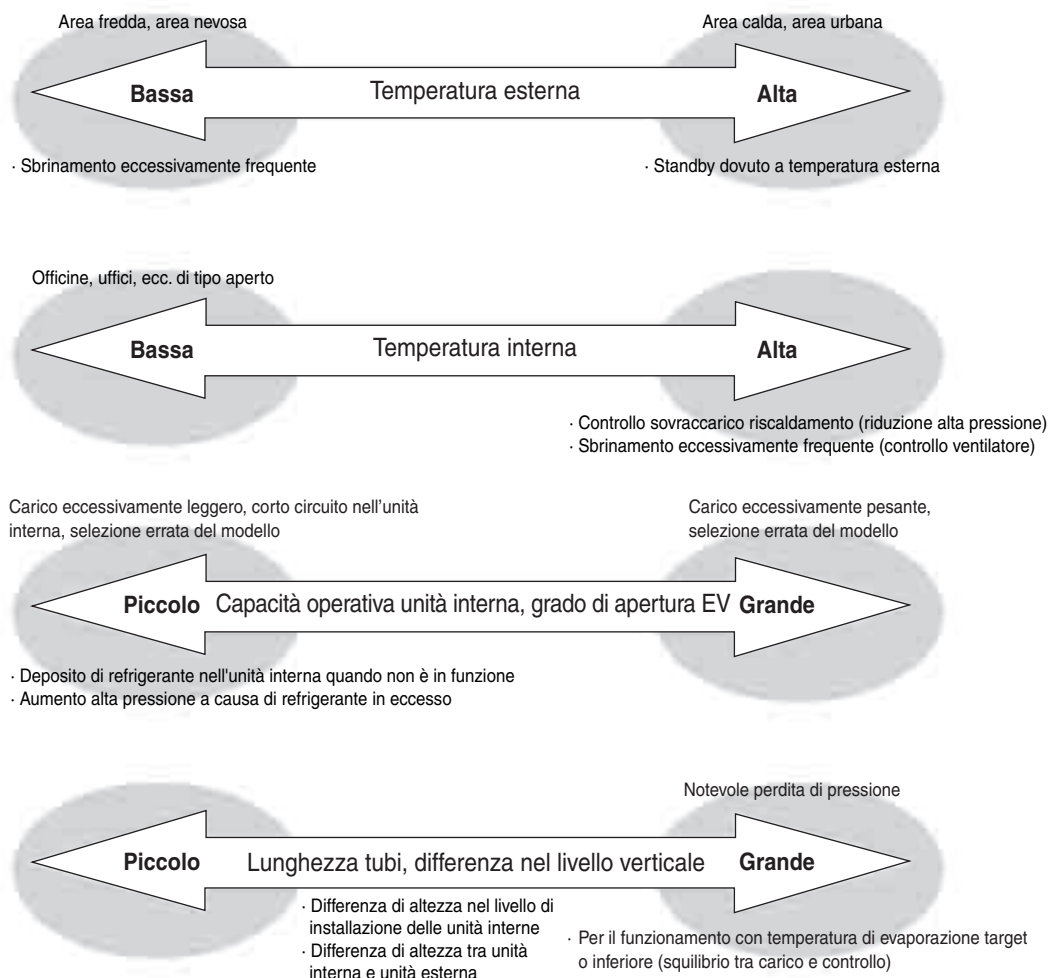 Area fredda, area nevosa
Area calda, area urbana
Bassa
Temperatura esterna
Alta
· Sbrinamento eccessivamente frequente
· Standby dovuto a temperatura esterna
Officine, uffici, ecc. di tipo aperto
Bassa
Temperatura interna
Alta
· Controllo sovraccarico riscaldamento (riduzione alta pressione)
· Sbrinamento eccessivamente frequente (controllo ventilatore)
Carico eccessivamente leggero, corto circuito nell'unità
interna, selezione errata del modello
Carico eccessivamente pesante,
selezione errata del modello
Piccolo
Capacità operativa unità interna, grado di apertura EV
Grande
· Deposito di refrigerante nell'unità interna quando non è in funzione
· Aumento alta pressione a causa di refrigerante in eccesso
Notevole perdita di pressione
Piccolo
Lunghezza tubi, differenza nel livello verticale
Grande
· Differenza di altezza nel livello di
installazione delle unità interne
· Differenza di altezza tra unità
interna e unità esterna
· Per il funzionamento con temperatura di evaporazione target
o inferiore (squilibrio tra carico e controllo)